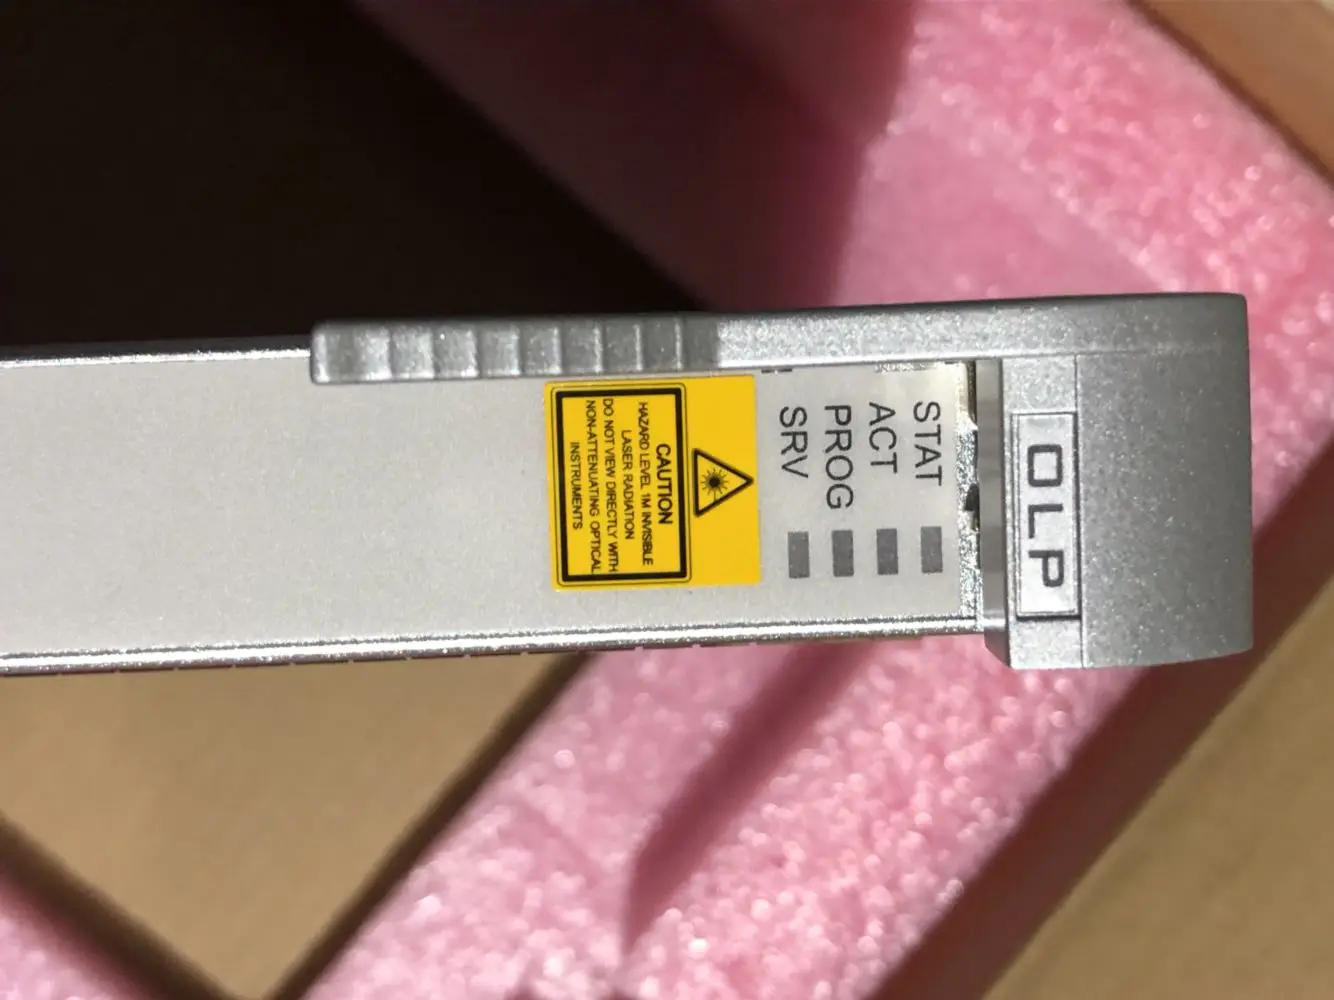 OLP
STAT
ACT
PROG
SRV
CAUTION
HAZARD LEVEL 1M INVISIBLE
LASER RADIATION
DO NOT VIEW DIRECTLY WITH
NON-ATTENUATING OPTICAL
INSTRUMENTS